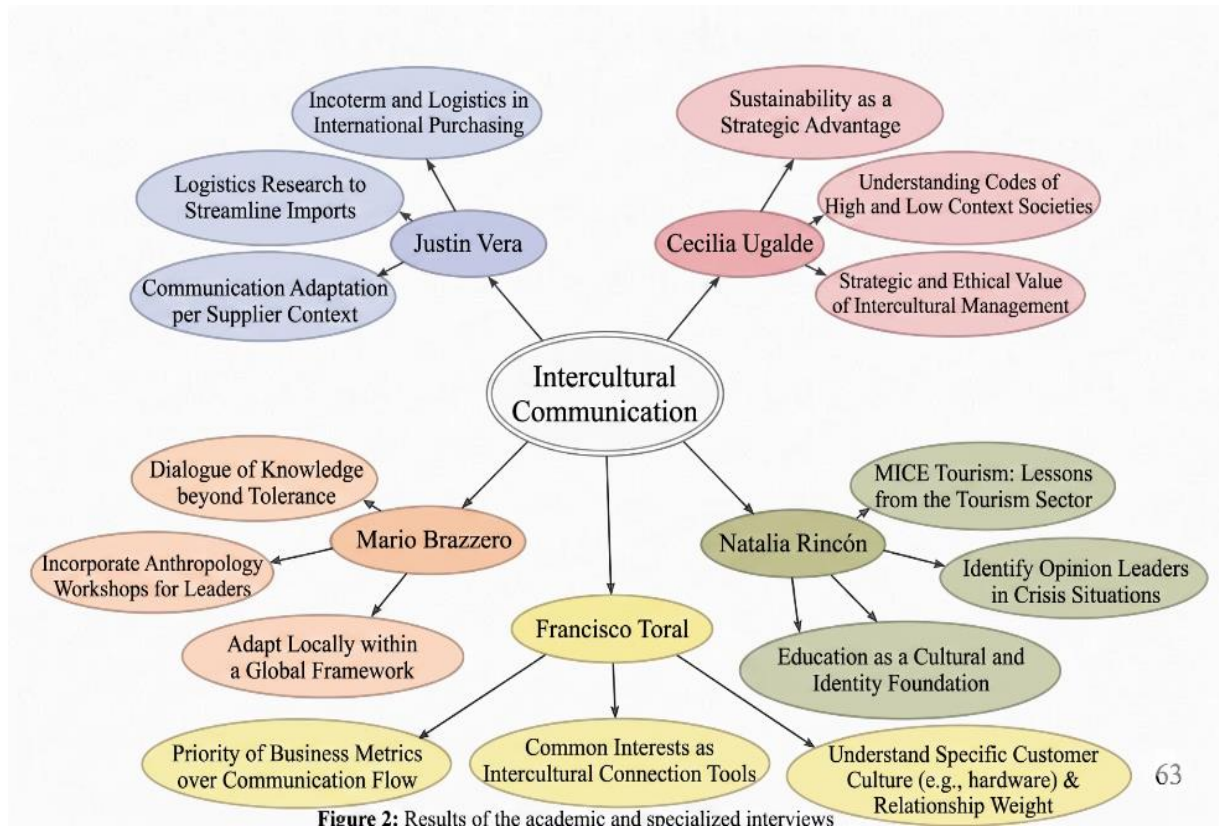 Incoterm and Logistics in
International Purchasing
Logistics Research to
Streamline Imports
Justin Vera
Communication Adaptation
per Supplier Context
Sustainability as a
Strategic Advantage
Understanding Codes of
High and Low Context Societies
Cecilia Ugalde
Strategic and Ethical Value
of Intercultural Management
Intercultural
Communication
Dialogue of Knowledge
beyond Tolerance
Mario Brazzero
Incorporate Anthropology
Workshops for Leaders
Adapt Locally within
a Global Framework
MICE Tourism: Lessons
from the Tourism Sector
Natalia Rincón
Identify Opinion Leaders
in Crisis Situations
Education as a Cultural and
Identity Foundation
Francisco Toral
Priority of Business Metrics
over Communication Flow
Common Interests as
Intercultural Connection Tools
Understand Specific Customer
Culture (e.g., hardware) &
Relationship Weight
63
Figure 2: Results of the academic and specialized interviews